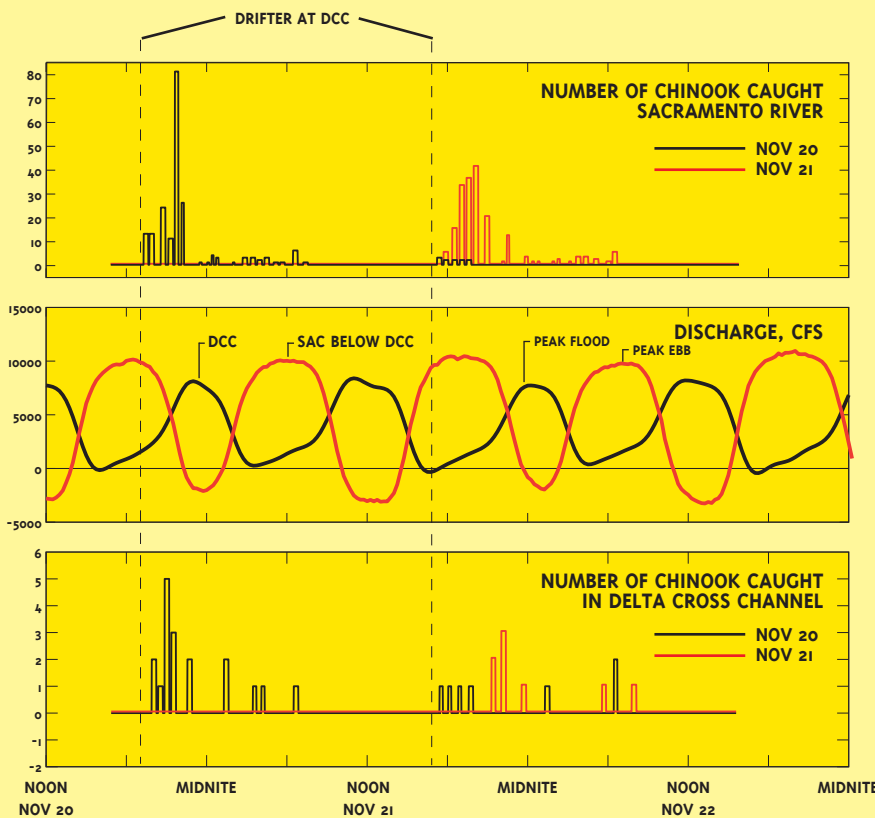 DRIFTER AT DCC
80
70
60
50
40
30
20
10
0
NUMBER OF CHINOOK CAUGHT
SACRAMENTO RIVER
NOV 20
NOV 21
15000
10000
5000
0
-5000
DISCHARGE, CFS
DCC
SAC BELOW DCC
PEAK FLOOD
PEAK EBB
6
5
4
3
2
1
0
-1
-2
NUMBER OF CHINOOK CAUGHT
IN DELTA CROSS CHANNEL
NOV 20
NOV 21
NOON
NOV 20
MIDNITE
NOON
NOV 21
MIDNITE
NOON
NOV 22
MIDNITE